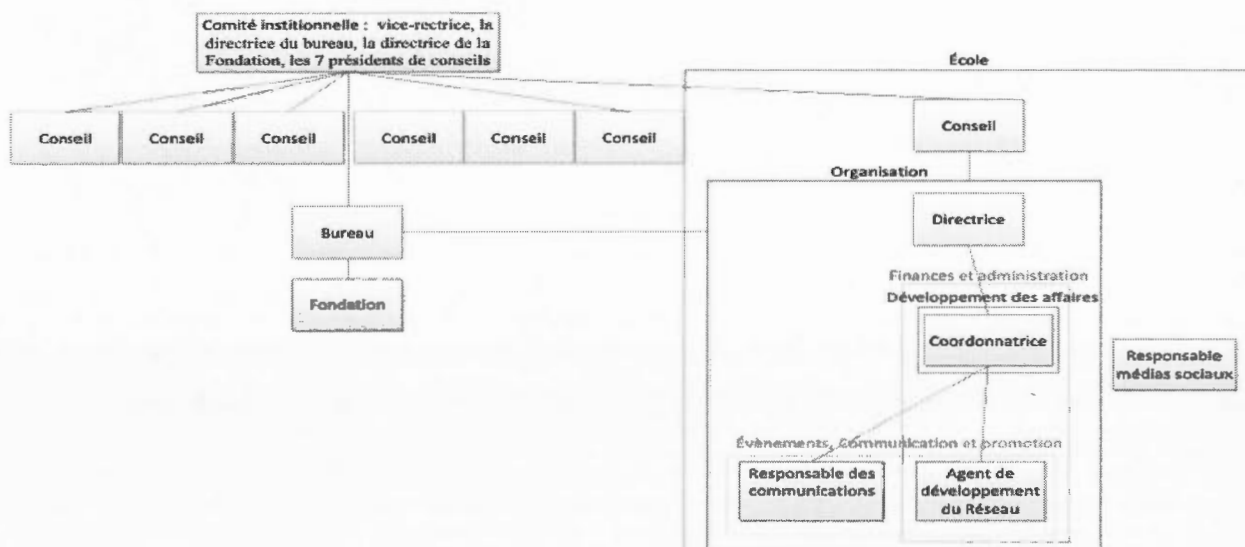 Comité institionnelle : vice-rectrice, la
directrice du bureau, la directrice de la
Fondation, les 7 présidents de conseils
École
Conseil
Conseil
Conseil
Conseil
Conseil
Conseil
Conseil
Organisation
Directrice
Bureau
Finances et administration
Fondation
Développement des affaires
Coordonnatrice
Responsable
médias sociaux
Évènements, Communication et promotion
Responsable des
communications
Agent de
développement
du Réseau